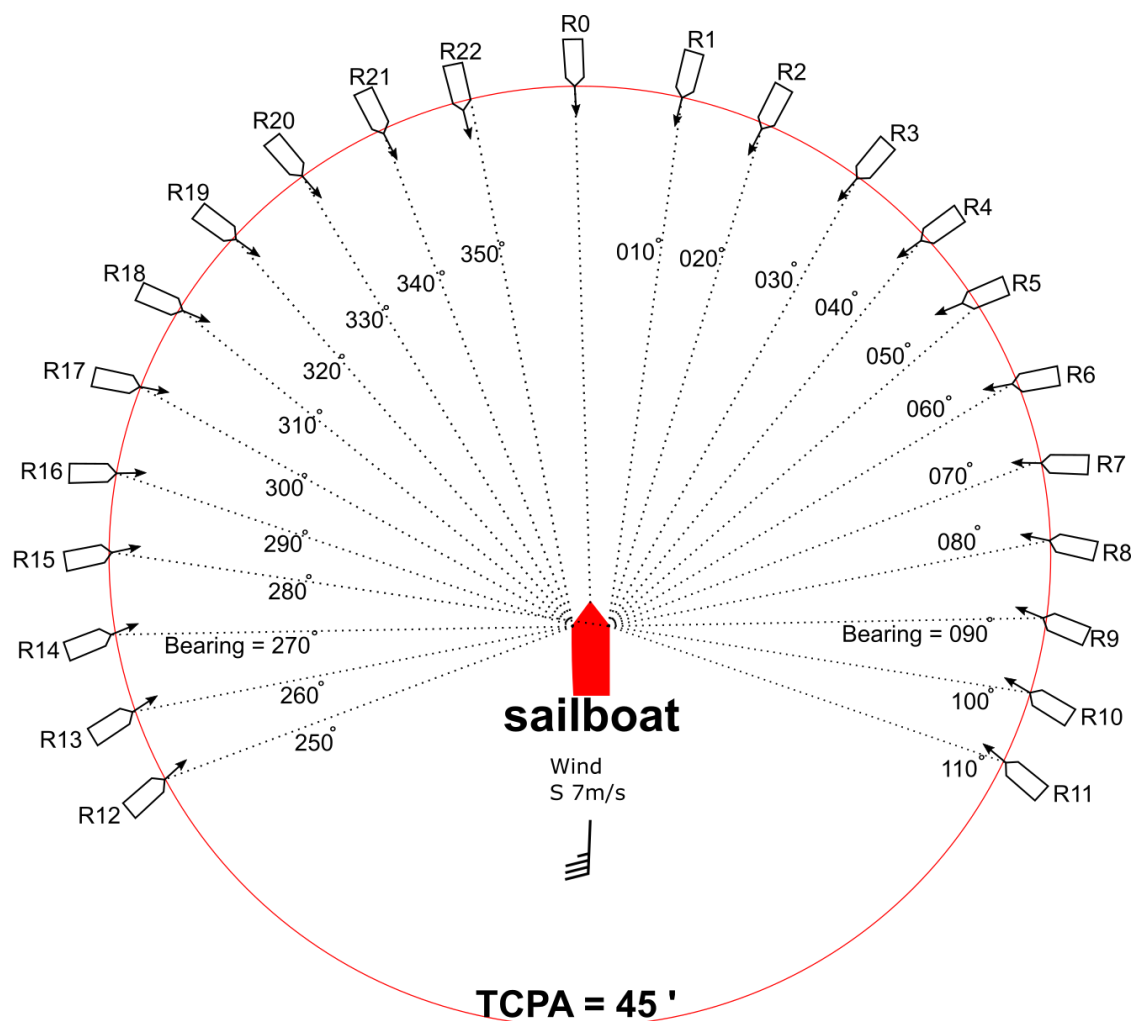 R0
R1
R2
R3
R4
R5
R6
R7
R8
R9
R10
R11
R12
R13
R14
R15
R16
R17
R18
R19
R20
R21
R22
010°
020°
030°
040°
050°
060°
070°
080°
Bearing = 090°
100°
110°
250°
260°
Bearing = 270°
280°
290°
300°
310°
320°
330°
340°
350°
sailboat
Wind
S 7m/s
TCPA = 45 '